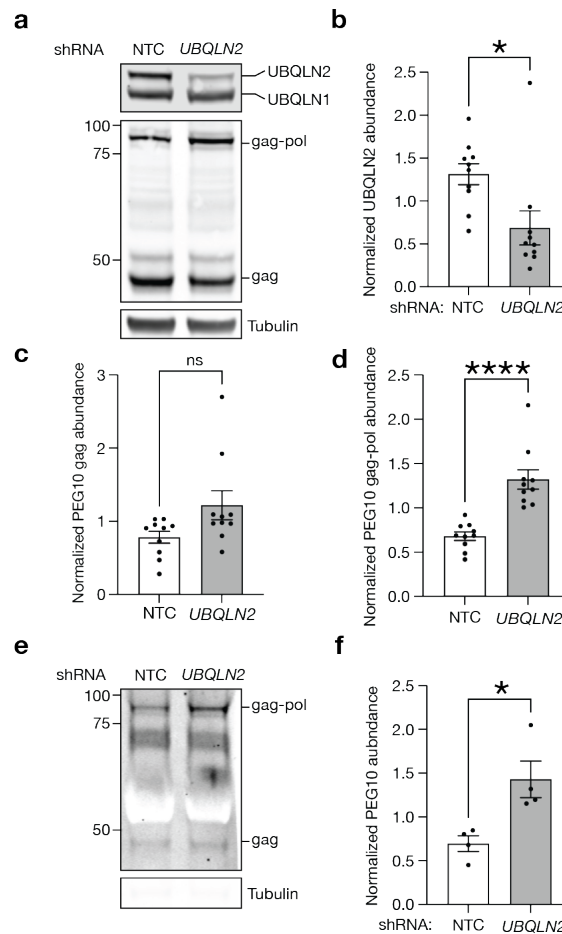 a
shRNA NTC UBQLN2
UBQLN2
UBQLN1
100
gag-pol
75
50
gag
Tubulin
b
*
Normalized UBQLN2 abundance
2.5
2.0
1.5
1.0
0.5
0.0
shRNA: NTC UBQLN2
c
ns
Normalized PEG10 gag abundance
3
2
1
0
NTC UBQLN2
d
****
Normalized PEG10 gag-pol abundance
2.5
2.0
1.5
1.0
0.5
0.0
NTC UBQLN2
e
shRNA NTC UBQLN2
100
gag-pol
75
50
gag
Tubulin
f
*
Normalized PEG10 aubndance
2.5
2.0
1.5
1.0
0.5
0.0
shRNA: NTC UBQLN2